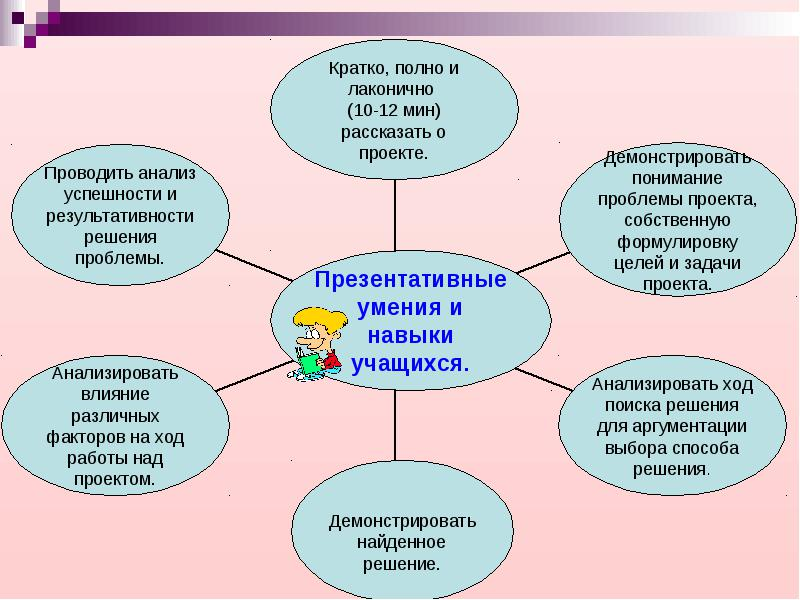 Кратко, полно и
лаконично
(10-12 мин)
рассказать о
проекте.
Демонстрировать
понимание
проблемы проекта,
собственную
формулировку
целей и задачи
проекта.
Анализировать ход
поиска решения
для аргументации
выбора способа
решения.
Демонстрировать
найденное
решение.
Анализировать
влияние
различных
факторов на ход
работы над
проектом.
Проводить анализ
успешности и
результативности
решения
проблемы.
Презентативные
умения и
навыки
учащихся.